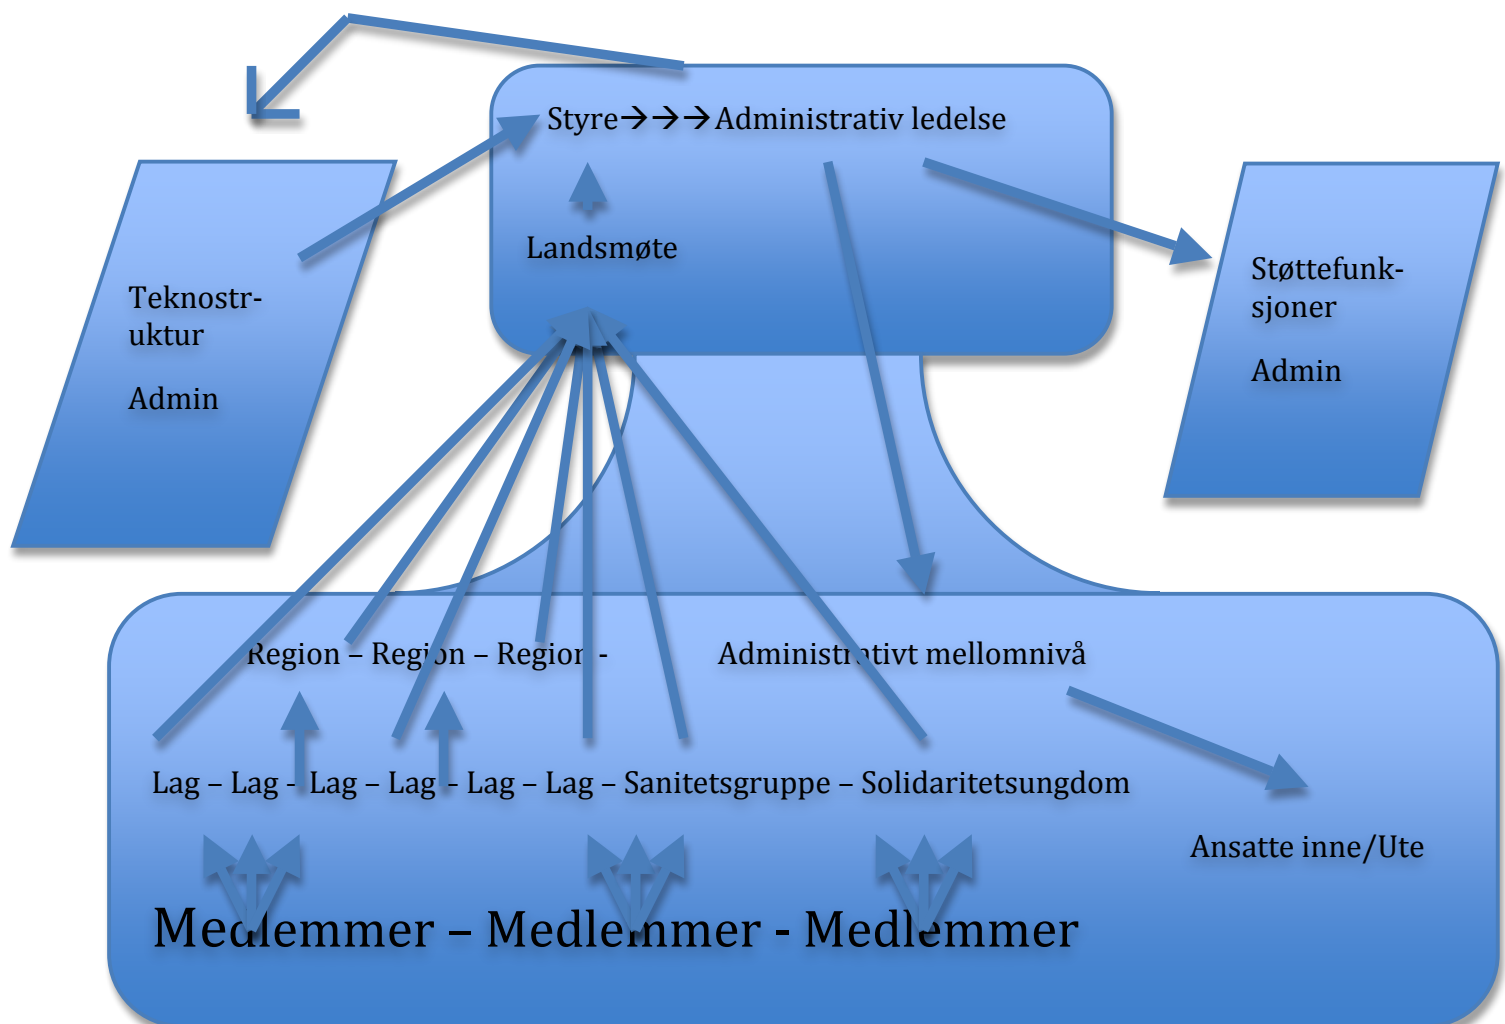 Styre→→→Administrativ ledelse
Landsmøte
Teknostr-
uktur
Admin
Støttefunk-
sjoner
Admin
Region – Region – Region -
Administrativt mellomnivå
Lag – Lag - Lag – Lag - Lag – Lag – Sanitetsgruppe – Solidaritetsungdom
Ansatte inne/Ute
Medlemmer – Medlemmer - Medlemmer